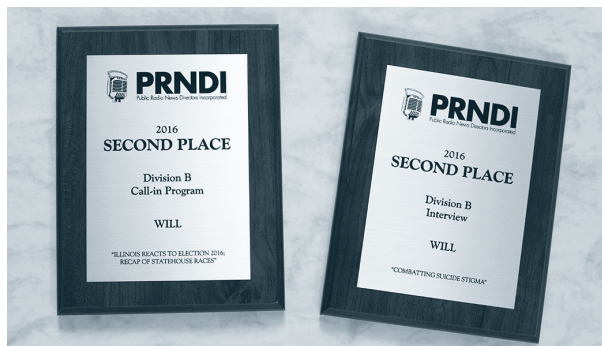 PRNDI
Public Radio News Directors Incorporated
2016
SECOND PLACE
Division B
Call-in Program
WILL
"ILLINOIS REACTS TO ELECTION 2016;
RECAP OF STATEHOUSE RACES"
PRNDI
Public Radio News Directors Incorporated
2016
SECOND PLACE
Division B
Interview
WILL
"COMBATTING SUICIDE STIGMA"